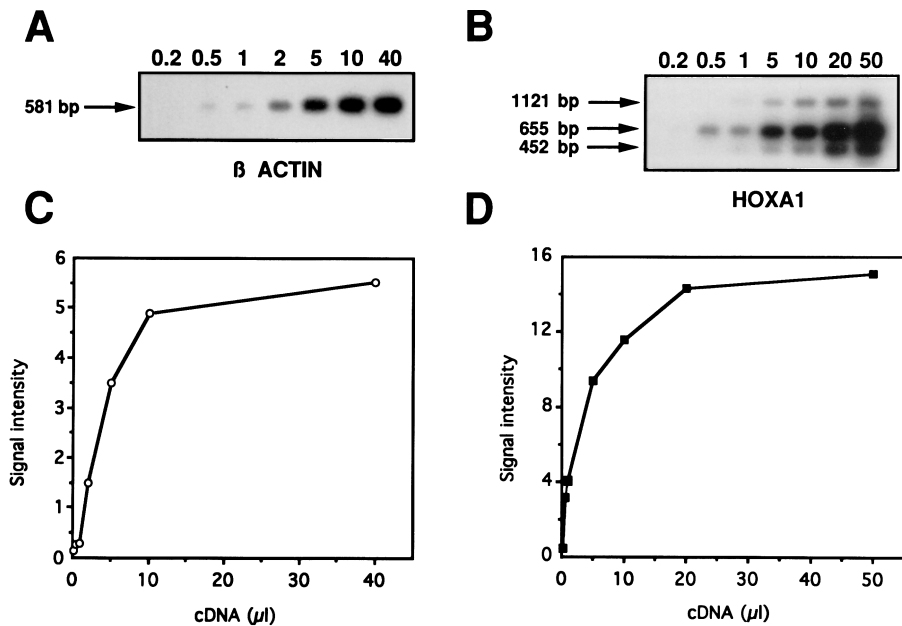 A
0.2 0.5 1 2 5 10 40
581 bp
ß ACTIN
B
0.2 0.5 1 5 10 20 50
1121 bp
655 bp
452 bp
HOXA1
C
Signal intensity
6
5
4
3
2
1
0
0 10 20 30 40
cDNA (µl)
D
Signal intensity
16
12
8
4
0
0 10 20 30 40 50
cDNA (µl)